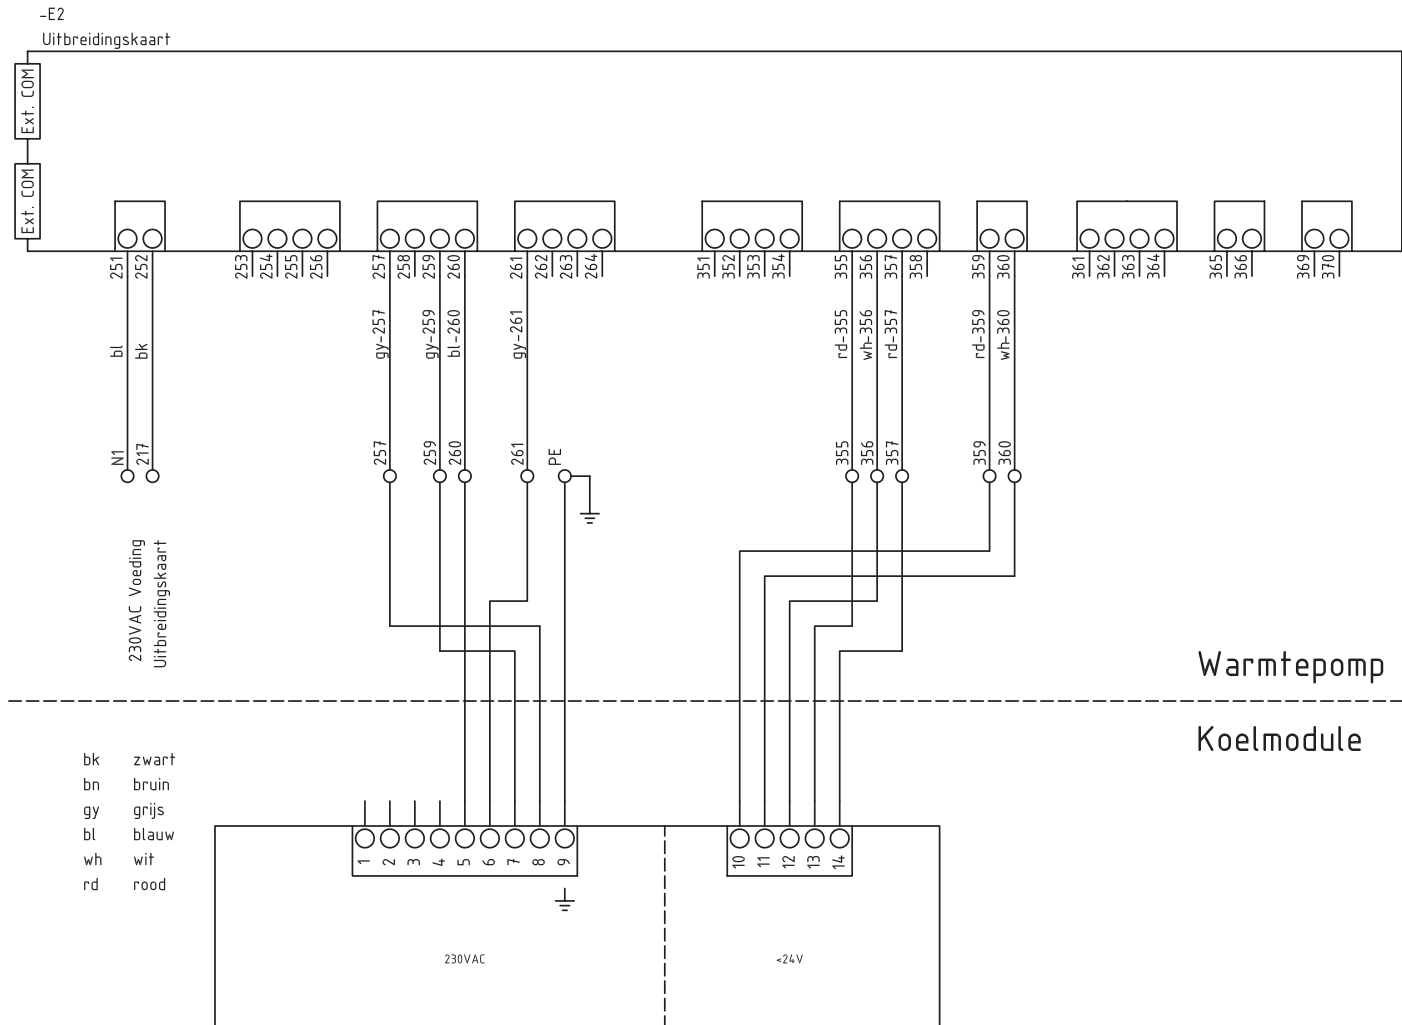 -E2
Uitbreidingskaart
Ext. COM
Ext. COM
251 252 253 254 255 256 257 258 259 260 261 262 263 264 351 352 353 354 355 356 357 358 359 360 361 362 363 364 365 366 369 370
bl bk gy-257 gy-259 bl-260 gy-261 rd-355 wh-356 rd-357 rd-359 wh-360
N1 217 257 259 260 261 PE 355 356 357 359 360
230VAC Voeding
Uitbreidingskaart
Warmtepomp
Koelmodule
bk zwart
bn bruin
gy grijs
bl blauw
wh wit
rd rood
1 2 3 4 5 6 7 8 9 10 11 12 13 14
230VAC <24V